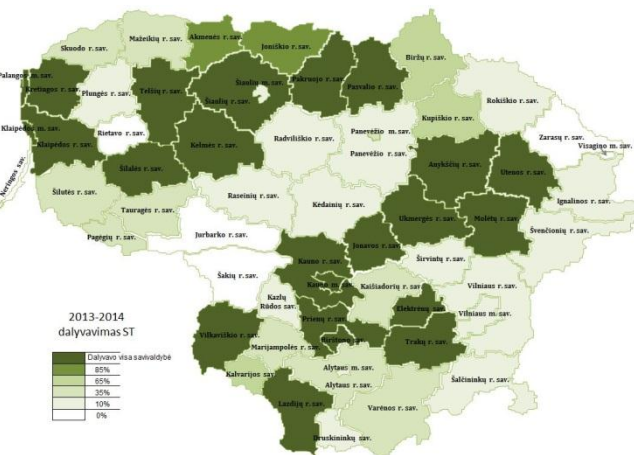 Skuodo r. sav.
Mažeikių r. sav.
Akmenės r. sav.
Joniškio r. sav.
Biržų r. sav.
Palangos m. sav.
Kretingos r. sav.
Plungės r. sav.
Telšių r. sav.
Šiaulių m. sav.
Šiaulių r. sav.
Pakruojo r. sav.
Pasvalio r. sav.
Rokiškio r. sav.
Kupiškio r. sav.
Klaipėdos m. sav.
Klaipėdos r. sav.
Rietavo r. sav.
Kelmės r. sav.
Radviliškio r. sav.
Panevėžio m. sav.
Panevėžio r. sav.
Zarasų r. sav.
Visagino m. sav.
Neringos sav.
Šilalės r. sav.
Anykščių r. sav.
Utenos r. sav.
Šilutės r. sav.
Tauragės r. sav.
Raseinių r. sav.
Kėdainių r. sav.
Ukmergės r. sav.
Molėtų r. sav.
Ignalinos r. sav.
Pagėgių r. sav.
Jurbarko r. sav.
Jonavos r. sav.
Švenčionių r. sav.
Kauno r. sav.
Širvintų r. sav.
Šakių r. sav.
Kauno m. sav.
Kaišiadorių r. sav.
Vilniaus r. sav.
Kazlų
Rūdos sav.
Prienų r. sav.
Elektrėnų sav.
Vilniaus m. sav.
Vilkaviškio r. sav.
Marijampolės r. sav.
Birštono sav.
Trakų r. sav.
Kalvarijos sav.
Alytaus m. sav.
Alytaus r. sav.
Šalčininkų r. sav.
Lazdijų r. sav.
Varėnos r. sav.
Druskininkų sav.
2013-2014
dalyvavimas ST
Dalyvavo visa savivaldybė
85%
65%
35%
10%
0%